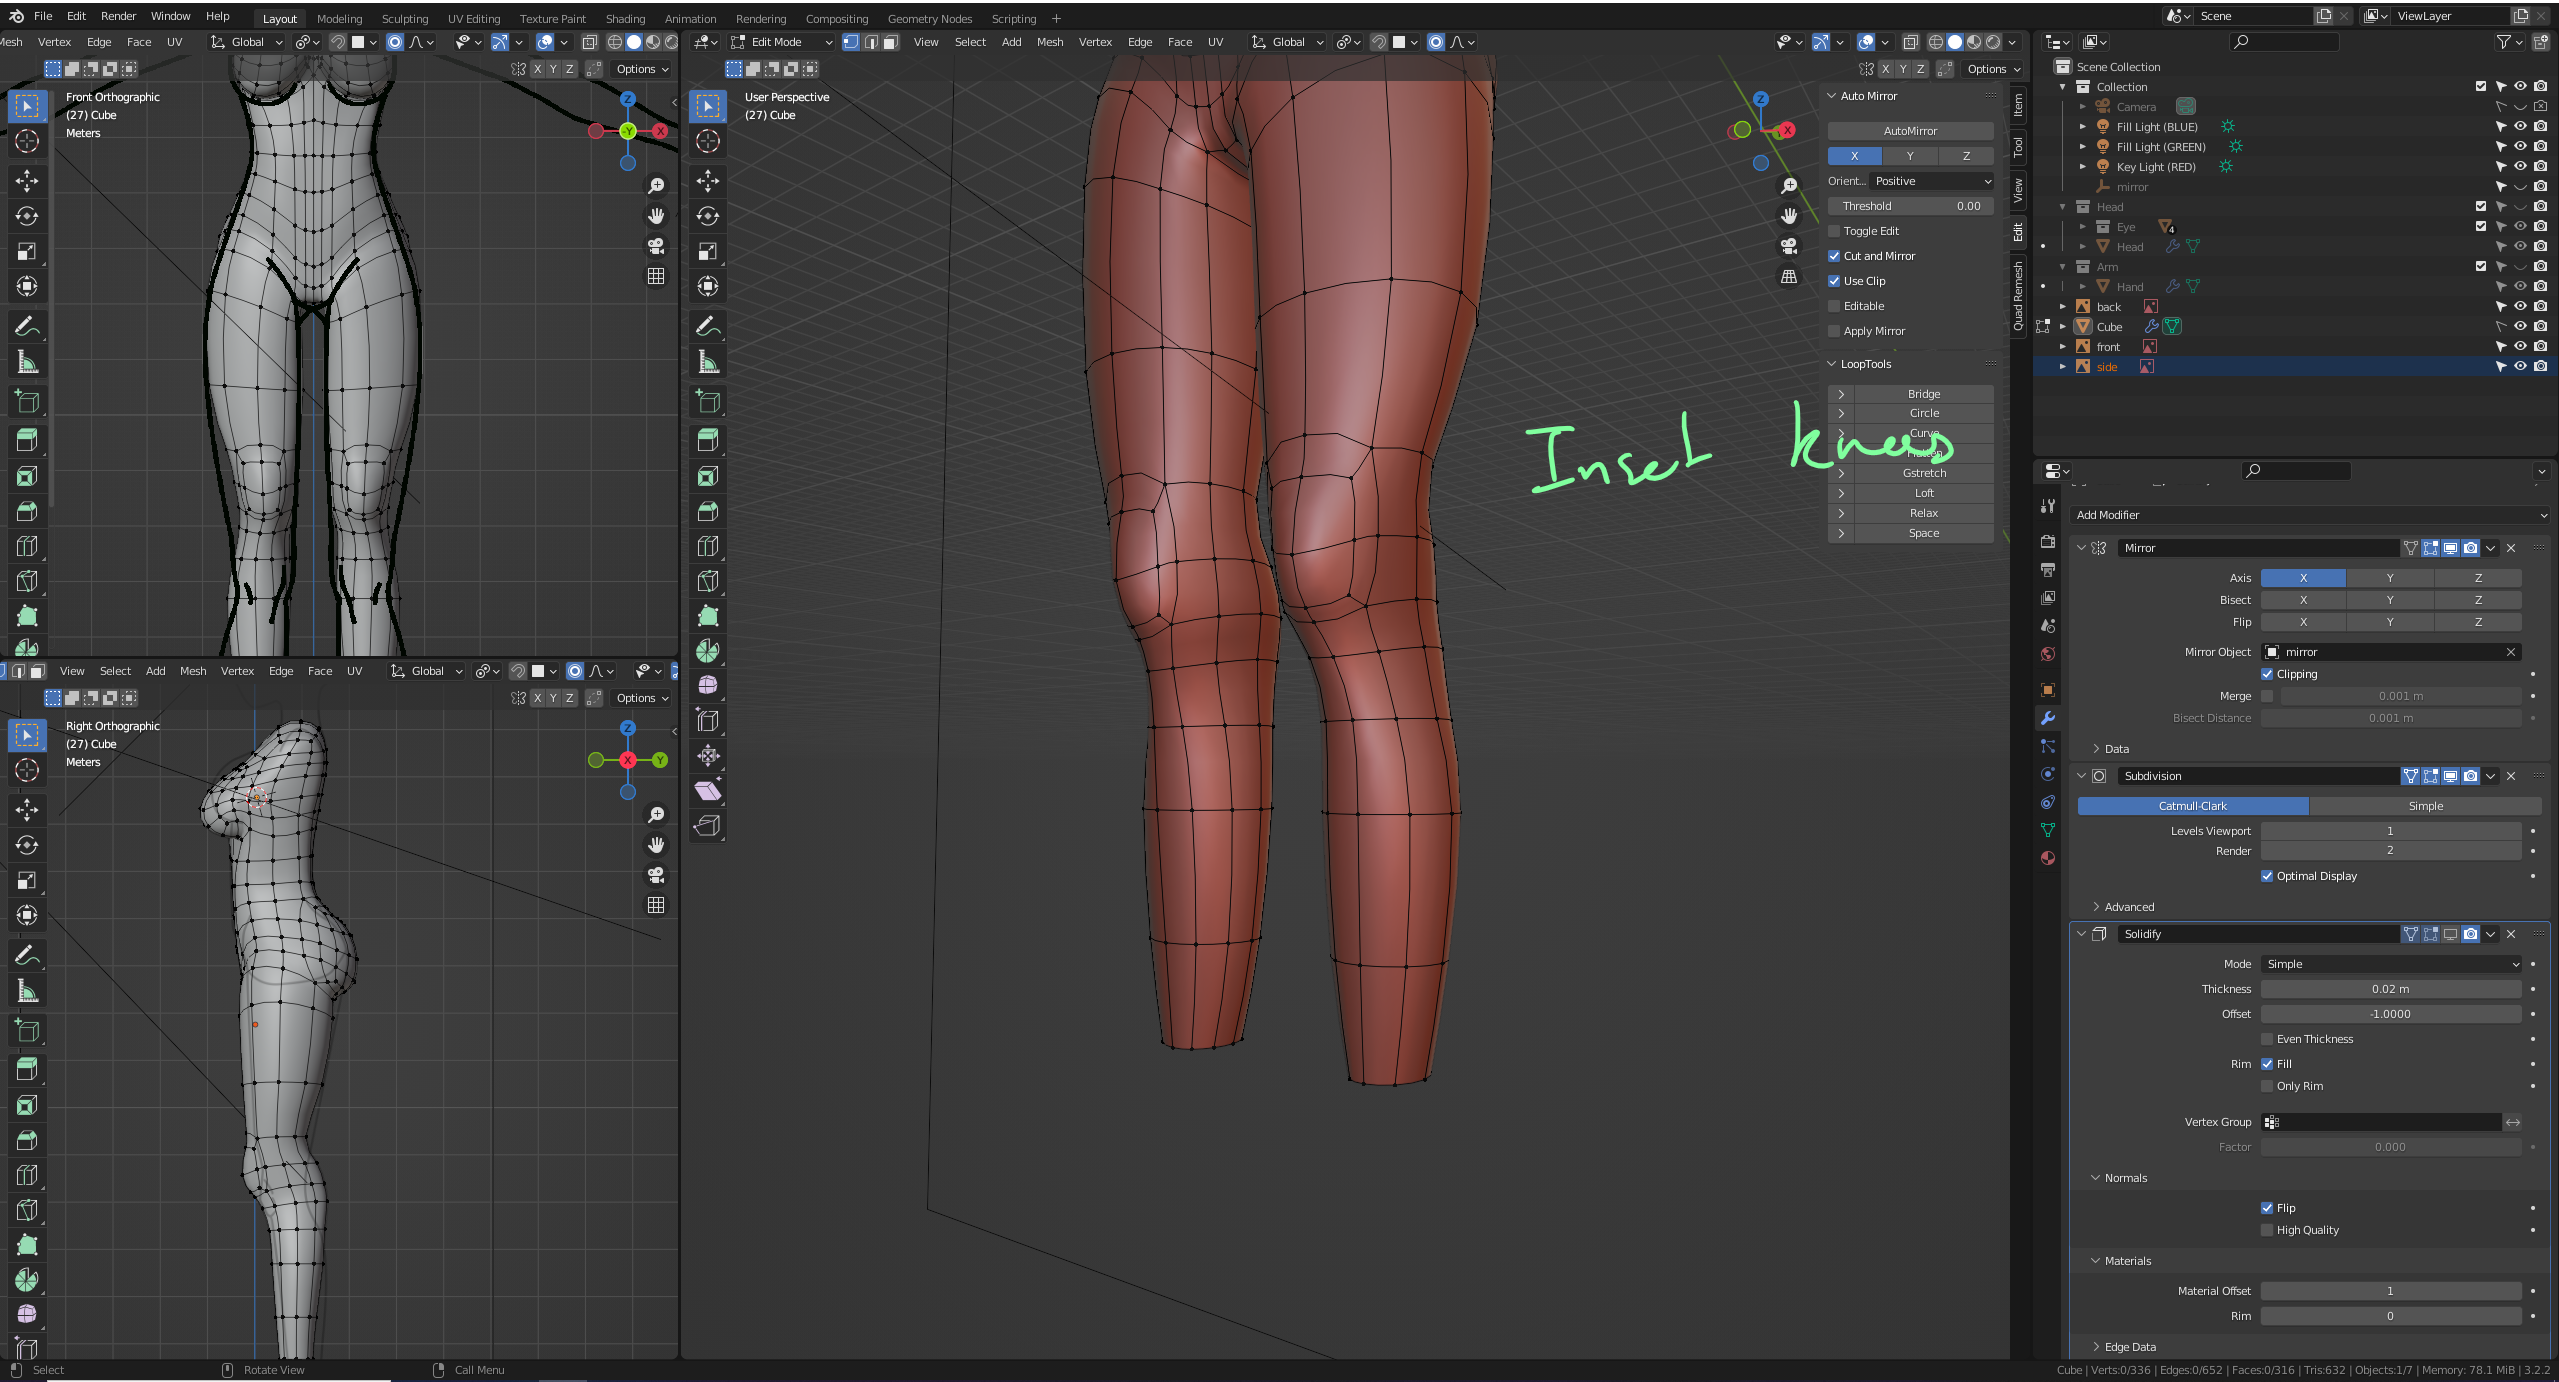 File Edit Render Window Help Layout Modeling Sculpting UV Editing Texture Paint Shading Animation Rendering Compositing Geometry Nodes Scripting + Scene ViewLayer
Mesh Vertex Edge Face UV Global
X Y Z Options
Front Orthographic
(27) Cube
Meters
Z
-Y X
View Select Add Mesh Vertex Edge Face UV Global
X Y Z Options
Right Orthographic
(27) Cube
Meters
Z
X Y
Edit Mode View Select Add Mesh Vertex Edge Face UV Global
X Y Z Options
User Perspective
(27) Cube
Z
X
Auto Mirror
AutoMirror
X Y Z
Orient... Positive
Threshold 0.00
Toggle Edit
Cut and Mirror
Use Clip
Editable
Apply Mirror
LoopTools
Bridge
Circle
Curve
Flatten
Gstretch
Loft
Relax
Space
Item
Tool
View
Edit
Quad Remesh
Inset knees
Scene Collection
Collection
Camera
Fill Light (BLUE)
Fill Light (GREEN)
Key Light (RED)
mirror
Head
Eye 4
Head
Arm
Hand
back
Cube
front
side
Add Modifier
Mirror
Axis X Y Z
Bisect X Y Z
Flip X Y Z
Mirror Object mirror
Clipping
Merge 0.001 m
Bisect Distance 0.001 m
Data
Subdivision
Catmull-Clark Simple
Levels Viewport 1
Render 2
Optimal Display
Advanced
Solidify
Mode Simple
Thickness 0.02 m
Offset -1.0000
Even Thickness
Rim Fill
Only Rim
Vertex Group
Factor 0.000
Normals
Flip
High Quality
Materials
Material Offset 1
Rim 0
Edge Data
Select Rotate View Call Menu
Cube | Verts:0/336 | Edges:0/652 | Faces:0/316 | Tris:632 | Objects:1/7 | Memory: 78.1 MiB | 3.2.2